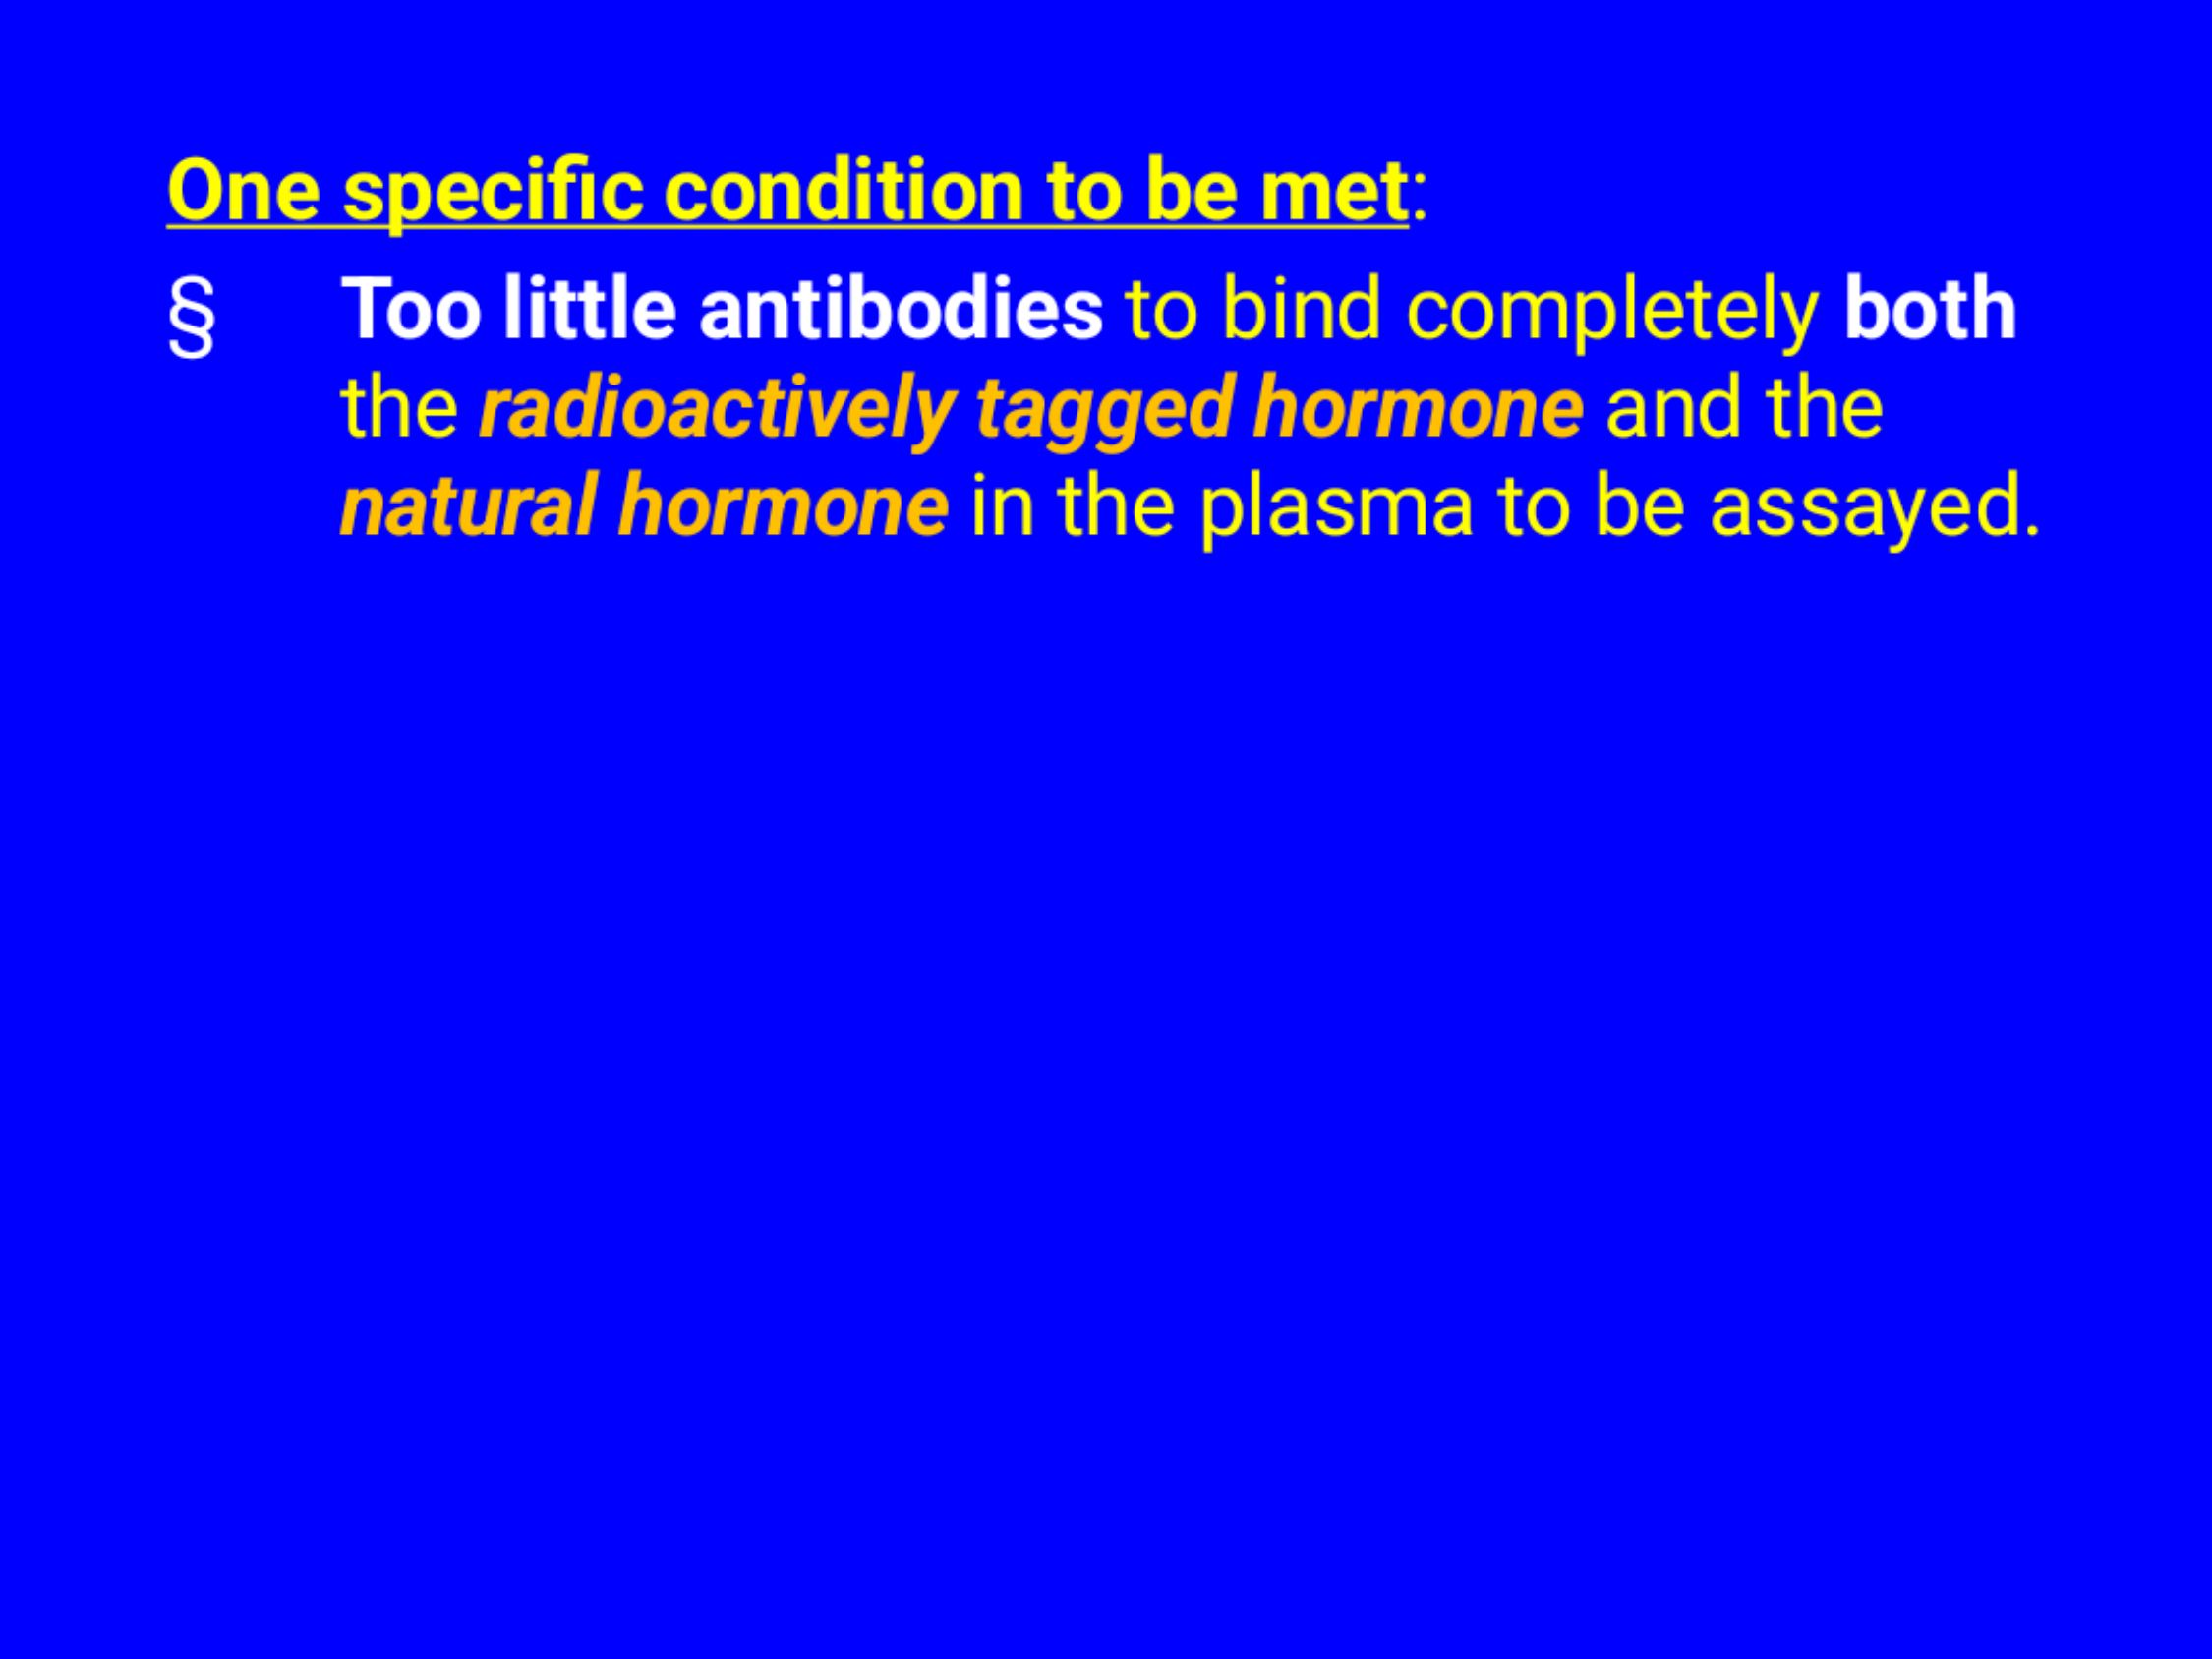 One specific condition to be met:
§ Too little antibodies to bind completely both
the radioactively tagged hormone and the
natural hormone in the plasma to be assayed.